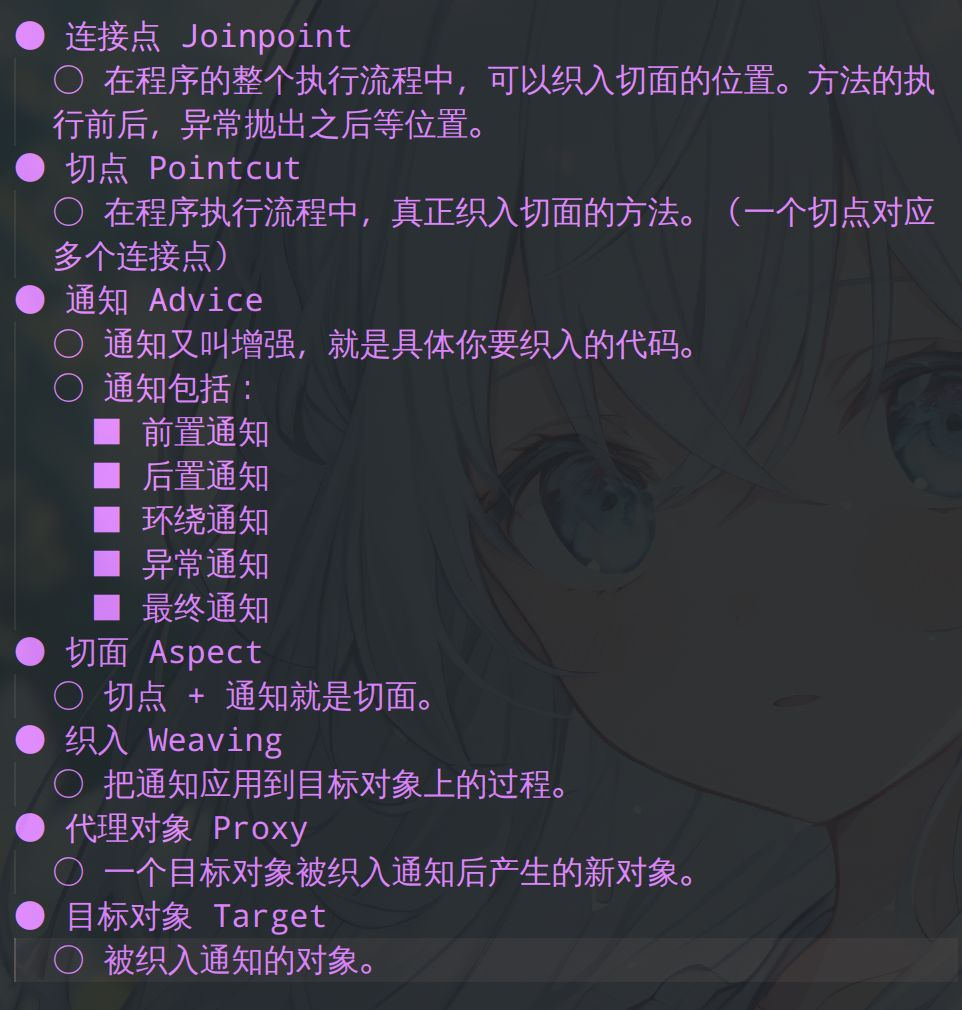 ● 连接点 Joinpoint
○ 在程序的整个执行流程中, 可以织入切面的位置。方法的执
行前后, 异常抛出之后等位置。
● 切点 Pointcut
○ 在程序执行流程中, 真正织入切面的方法。（一个切点对应
多个连接点）
● 通知 Advice
○ 通知又叫增强, 就是具体你要织入的代码。
○ 通知包括：
■ 前置通知
■ 后置通知
■ 环绕通知
■ 异常通知
■ 最终通知
● 切面 Aspect
○ 切点 + 通知就是切面。
● 织入 Weaving
○ 把通知应用到目标对象上的过程。
● 代理对象 Proxy
○ 一个目标对象被织入通知后产生的新对象。
● 目标对象 Target
○ 被织入通知的对象。